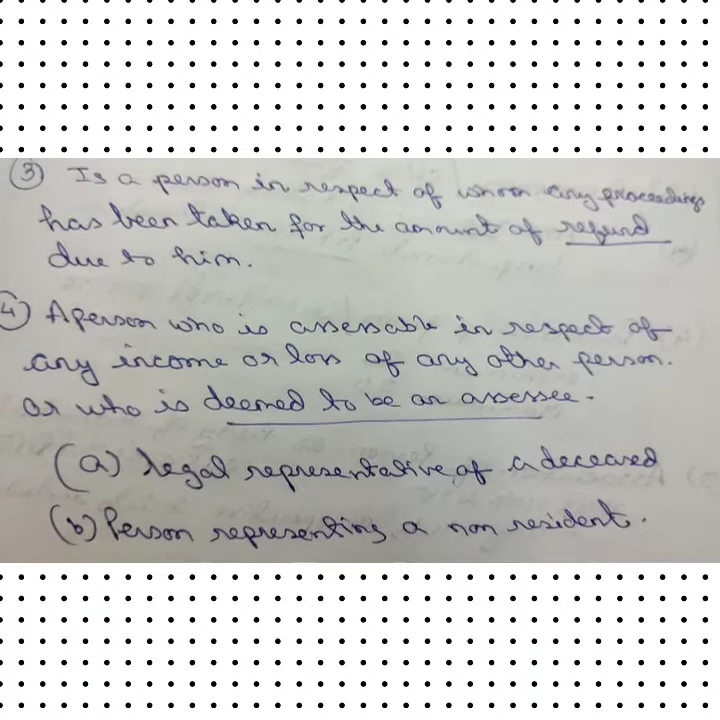 ③ Is a person in respect of whom any proceedings
has been taken for the amount of refund
due to him.
④ A person who is assessable in respect of
any income or loss of any other person.
or who is deemed to be an assessee.
(a) legal representative of a deceased
(b) Person representing a non resident.